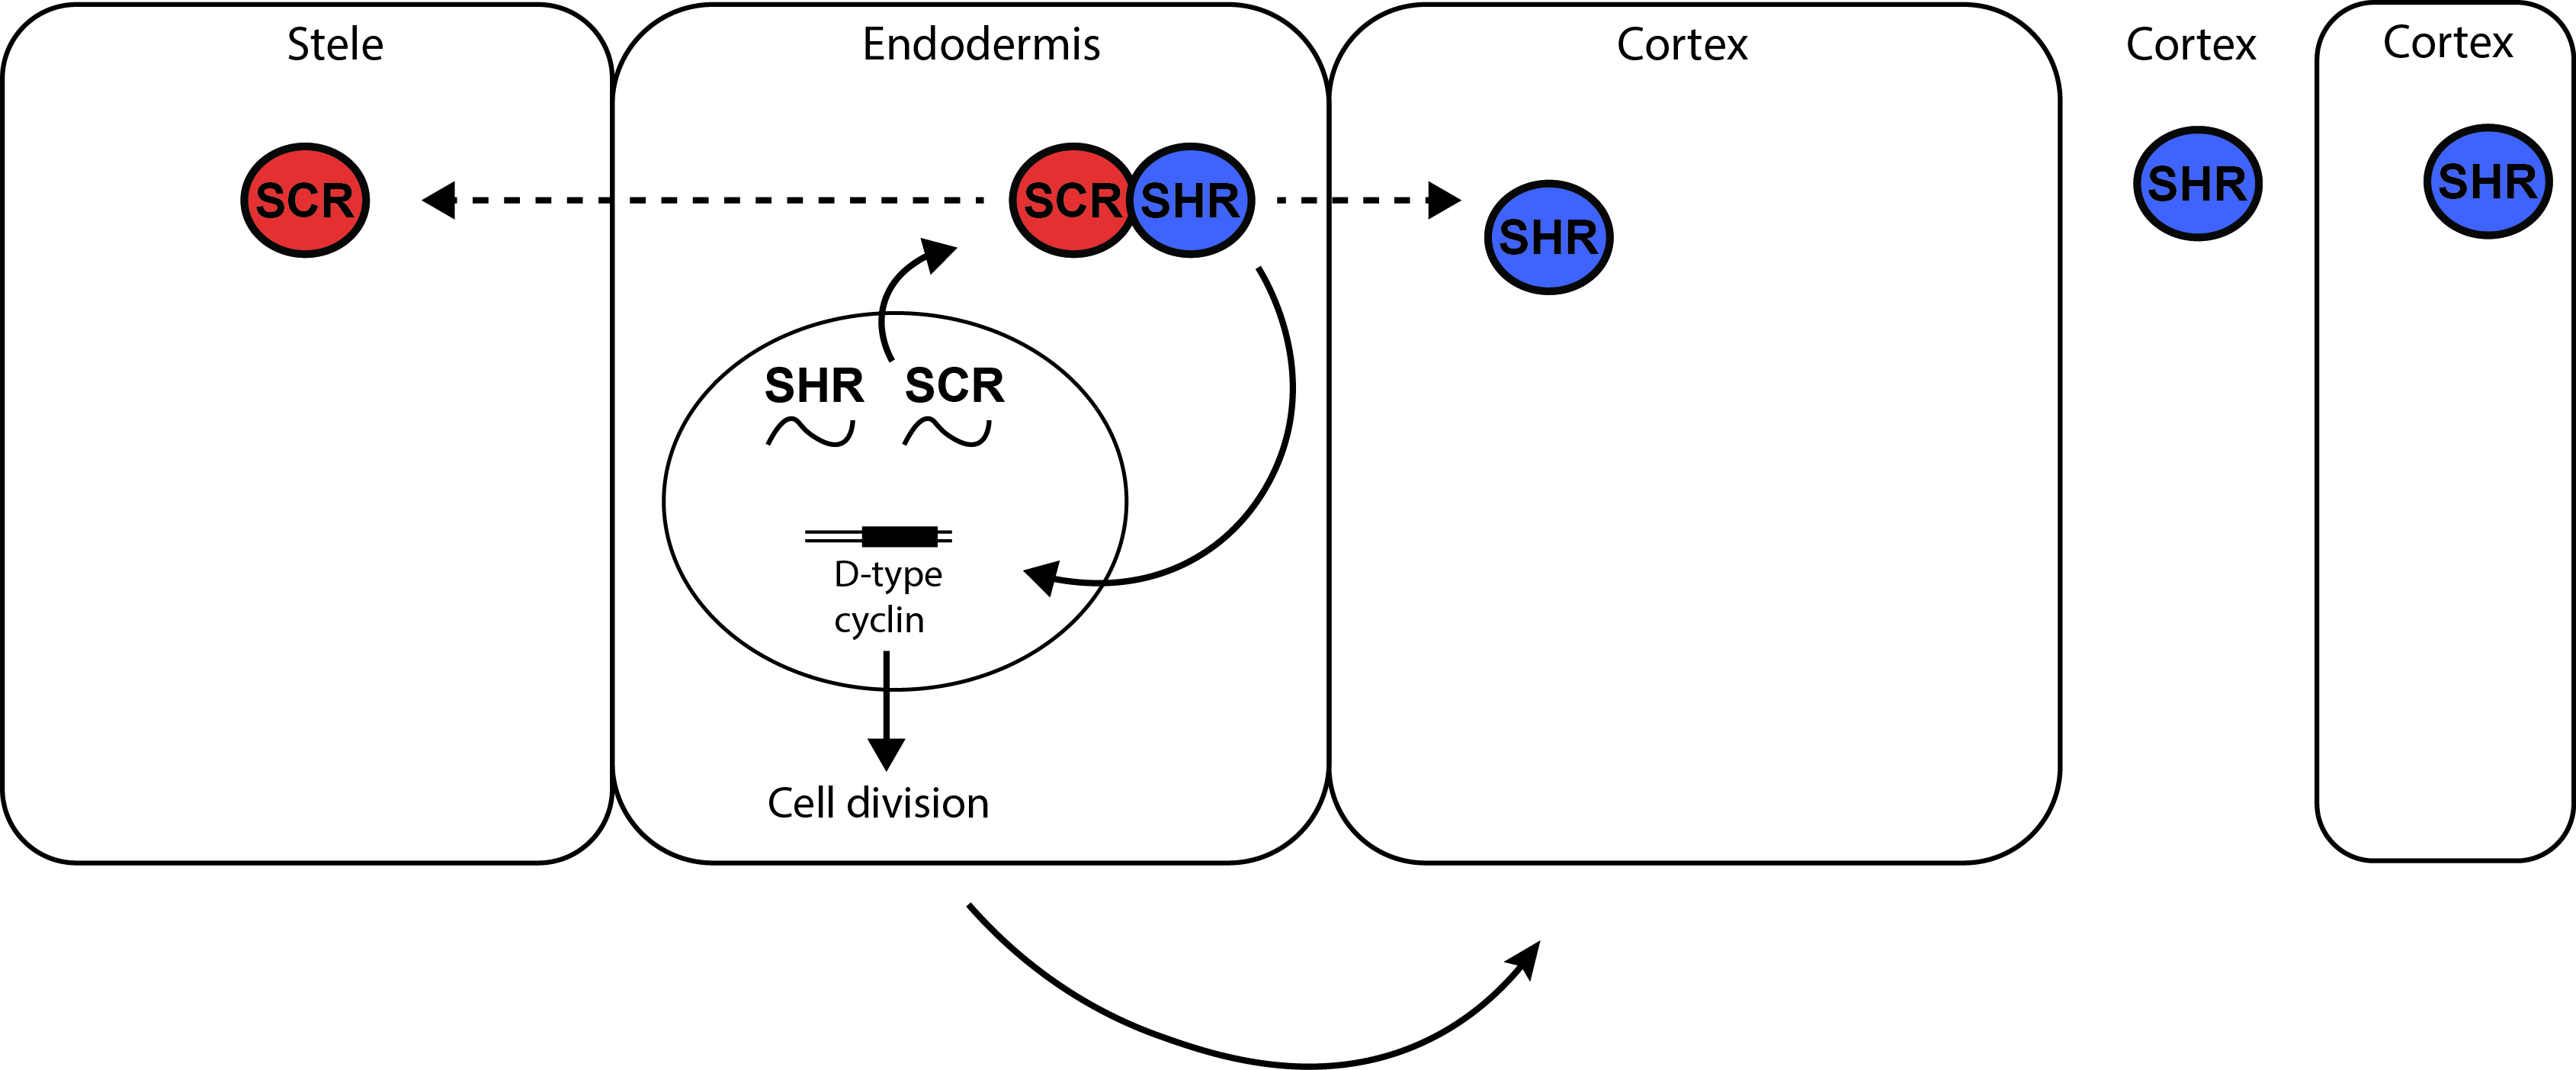 Stele
Endodermis
Cortex
Cortex
Cortex
SCR
SCR
SHR
SHR
SHR
SHR
SHR SCR
D-type
cyclin
Cell division